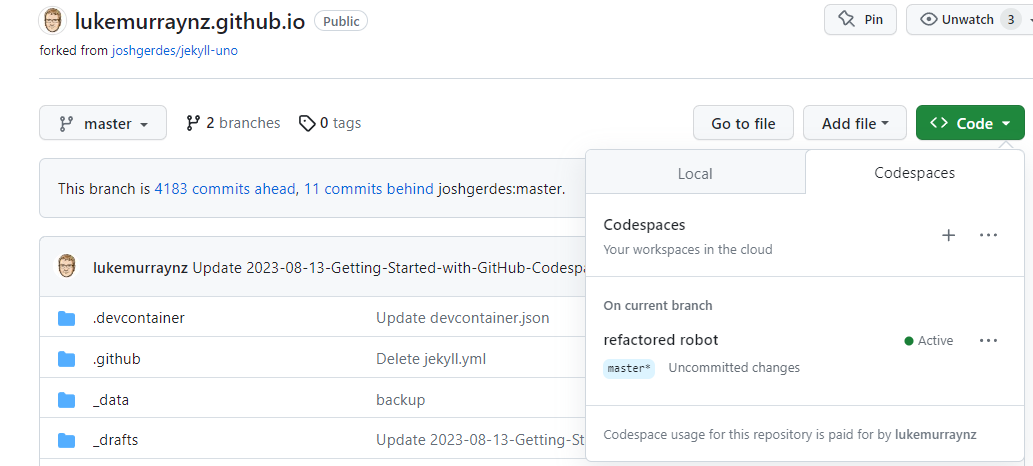 lukemurraynz.github.io Public Pin Unwatch 3
forked from joshgerdes/jekyll-uno
master 2 branches 0 tags Go to file Add file <> Code
Local Codespaces
This branch is 4183 commits ahead, 11 commits behind joshgerdes:master.
Codespaces
Your workspaces in the cloud
lukemurraynz Update 2023-08-13-Getting-Started-with-GitHub-Codespa
On current branch
.devcontainer Update devcontainer.json
refactored robot Active
.github Delete jekyll.yml
master* Uncommitted changes
_data backup
_drafts Update 2023-08-13-Getting-St
Codespace usage for this repository is paid for by lukemurraynz